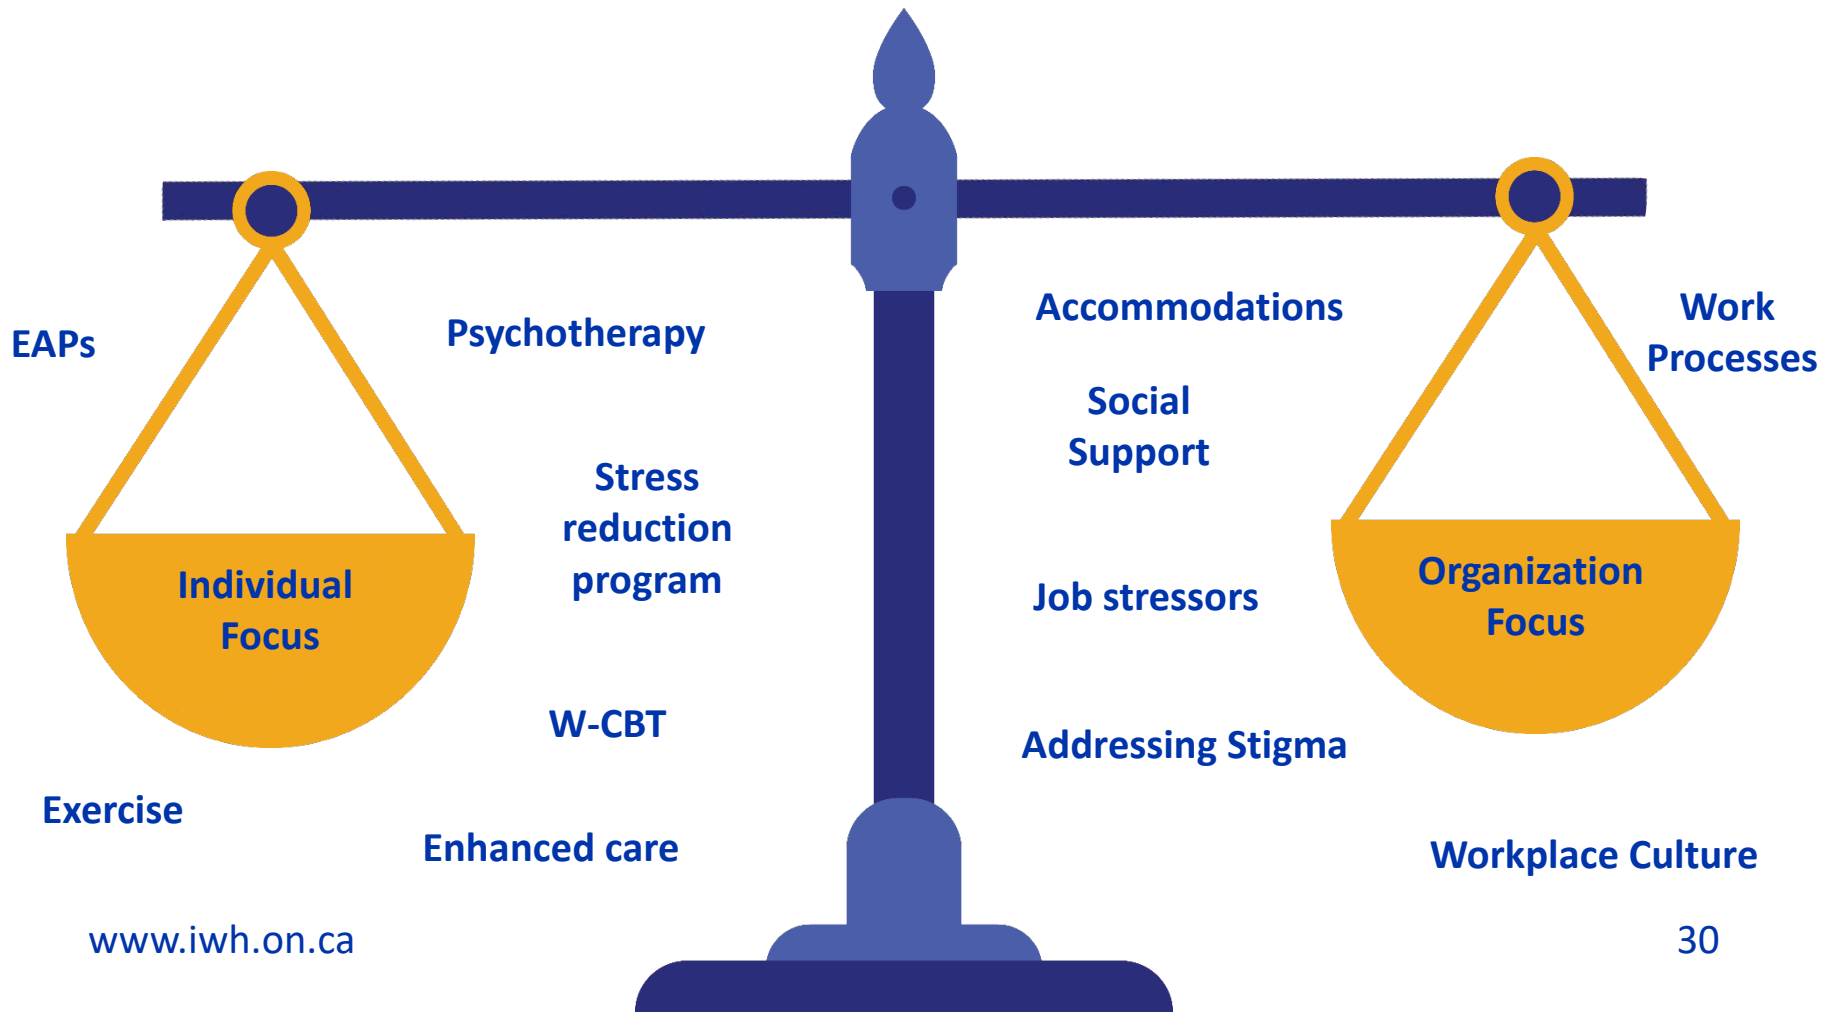 EAPs
Psychotherapy
Stress
reduction
program
Individual
Focus
W-CBT
Exercise
Enhanced care
Accommodations
Work
Processes
Social
Support
Job stressors
Organization
Focus
Addressing Stigma
Workplace Culture
www.iwh.on.ca
30